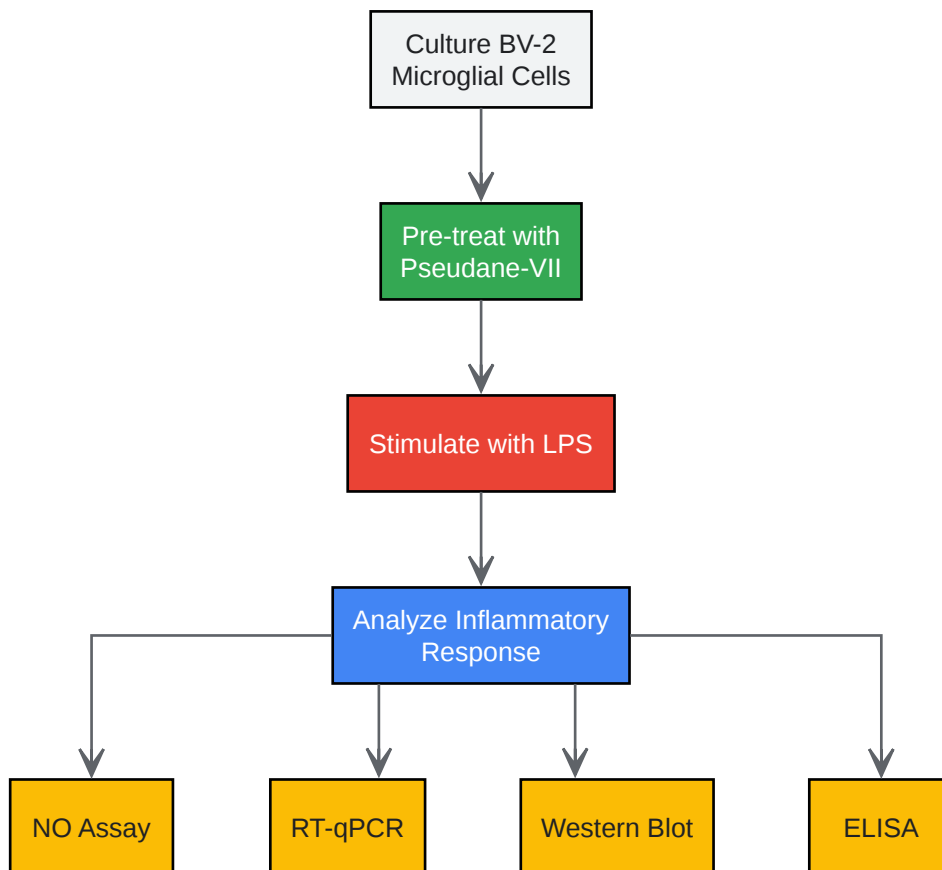 Culture BV-2
Microglial Cells
Pre-treat with
Pseudane-VII
Stimulate with LPS
Analyze Inflammatory
Response
NO Assay
RT-qPCR
Western Blot
ELISA